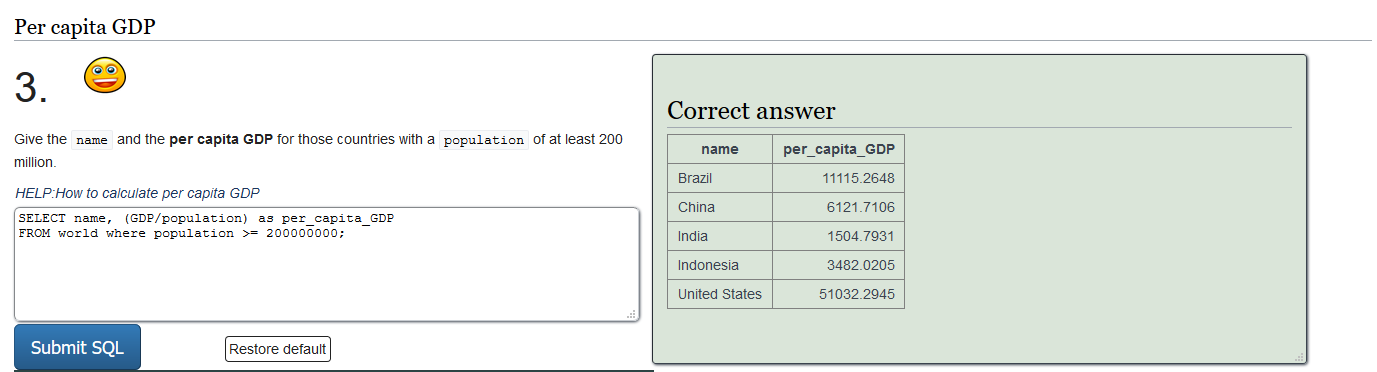 Per capita GDP
3.
Give the name and the per capita GDP for those countries with a population of at least 200
million.
HELP:How to calculate per capita GDP
SELECT name, (GDP/population) as per_capita_GDP
FROM world where population >= 200000000;
Submit SQL
Restore default
Correct answer
name per_capita_GDP
Brazil 11115.2648
China 6121.7106
India 1504.7931
Indonesia 3482.0205
United States 51032.2945